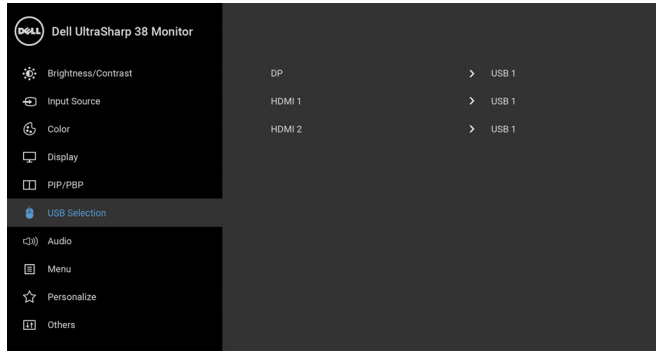 DELL Dell UltraSharp 38 Monitor
Brightness/Contrast
Input Source
Color
Display
PIP/PBP
USB Selection
Audio
Menu
Personalize
Others
DP > USB 1
HDMI 1 > USB 1
HDMI 2 > USB 1